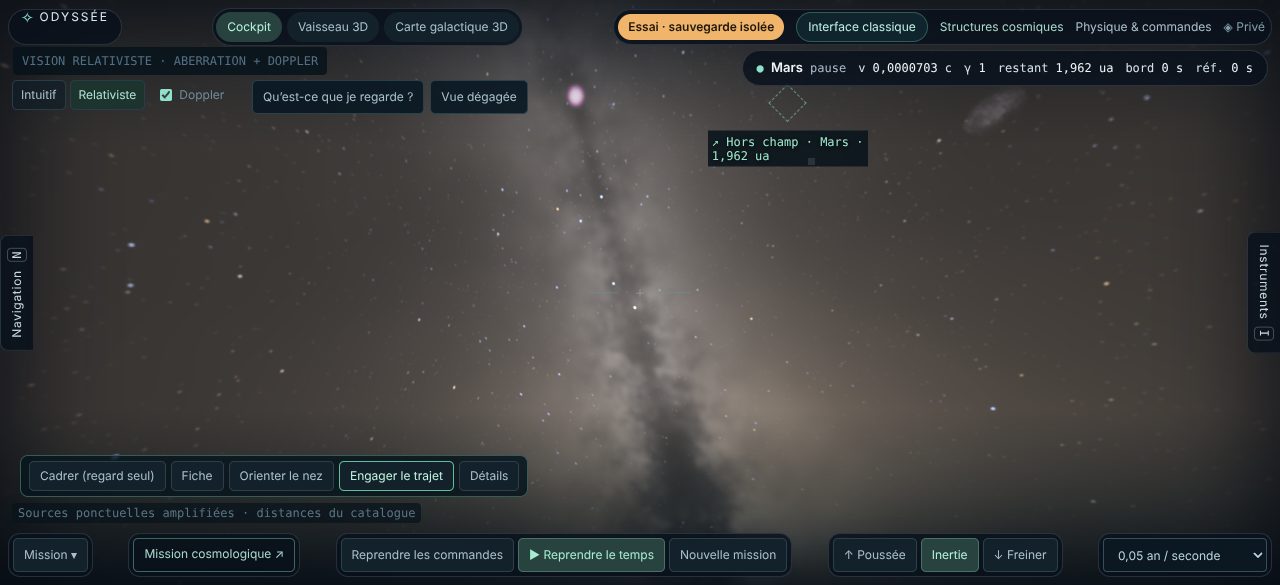 ✧ ODYSSÉE
Cockpit Vaisseau 3D Carte galactique 3D
Essai · sauvegarde isolée Interface classique Structures cosmiques Physique & commandes ◈ Privé
VISION RELATIVISTE · ABERRATION + DOPPLER
● Mars pause v 0,0000703 c γ 1 restant 1,962 ua bord 0 s réf. 0 s
Intuitif Relativiste Doppler Qu’est-ce que je regarde ? Vue dégagée
↗ Hors champ · Mars ·
1,962 ua
Navigation N
Instruments I
Cadrer (regard seul) Fiche Orienter le nez Engager le trajet Détails
Sources ponctuelles amplifiées · distances du catalogue
Mission ▾ Mission cosmologique ↗ Reprendre les commandes ▶ Reprendre le temps Nouvelle mission ↑ Poussée Inertie ↓ Freiner 0,05 an / seconde